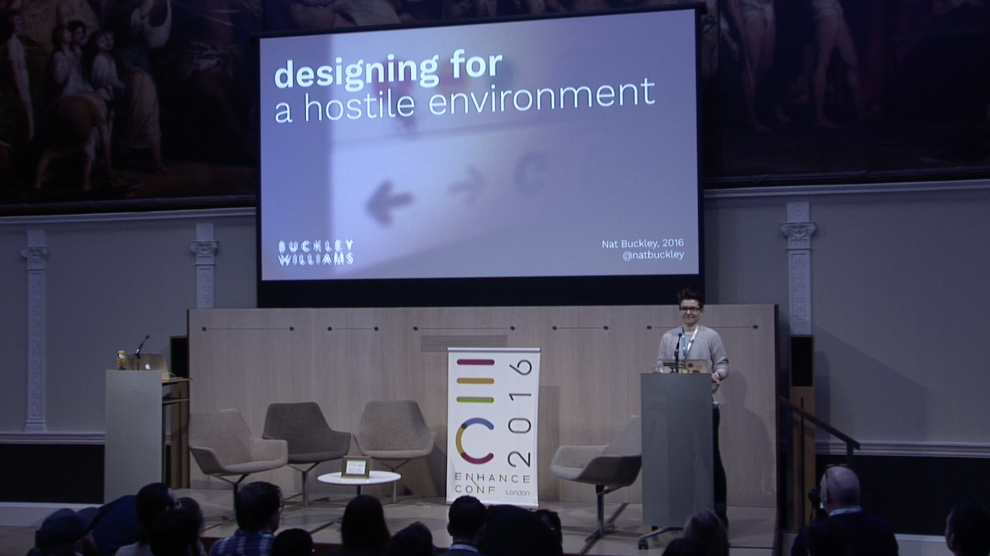 designing for
a hostile environment
BUCKLEY
WILLIAMS
Nat Buckley, 2016
@natbuckley
2016
ENHANCE
CONF London